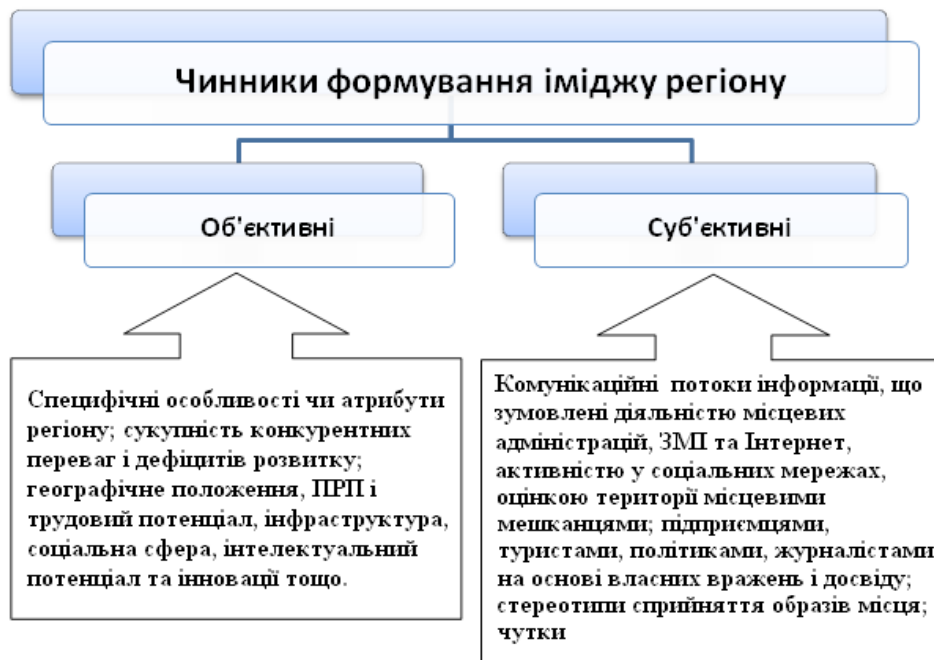 Чинники формування іміджу регіону
Об'єктивні
Суб'єктивні
Специфічні особливості чи атрибути
регіону; сукупність конкурентних
переваг і дефіцитів розвитку;
географічне положення, ПРП і
трудовий потенціал, інфраструктура,
соціальна сфера, інтелектуальний
потенціал та інновації тощо.
Комунікаційні потоки інформації, що
зумовлені діяльністю місцевих
адміністрацій, ЗМІ та Інтернет,
активністю у соціальних мережах,
оцінкою території місцевими
мешканцями; підприємцями,
туристами, політиками, журналістами
на основі власних вражень і досвіду;
стереотипи сприйняття образів місця;
чутки